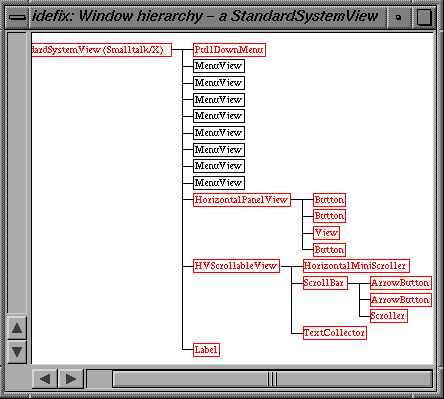 idefix: Window hierarchy – a StandardSystemView
dardSystemView (Smalltalk/X) PullDownMenu
MenuView
MenuView
MenuView
MenuView
MenuView
MenuView
MenuView
MenuView
HorizontalPanelView Button
Button
View
Button
HVScrollableView HorizontalMiniScroller
ScrollBar ArrowButton
ArrowButton
Scroller
TextCollector
Label